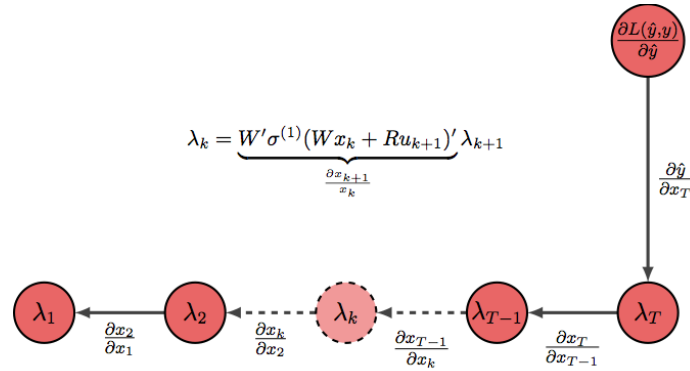 ∂L(ŷ,y)/∂ŷ
λ_k = W'σ^(1)(Wx_k + Ru_{k+1})' λ_{k+1}
∂x_{k+1}/x_k
∂ŷ/∂x_T
λ_1
λ_2
λ_k
λ_{T−1}
λ_T
∂x_2/∂x_1
∂x_k/∂x_2
∂x_{T−1}/∂x_k
∂x_T/∂x_{T−1}